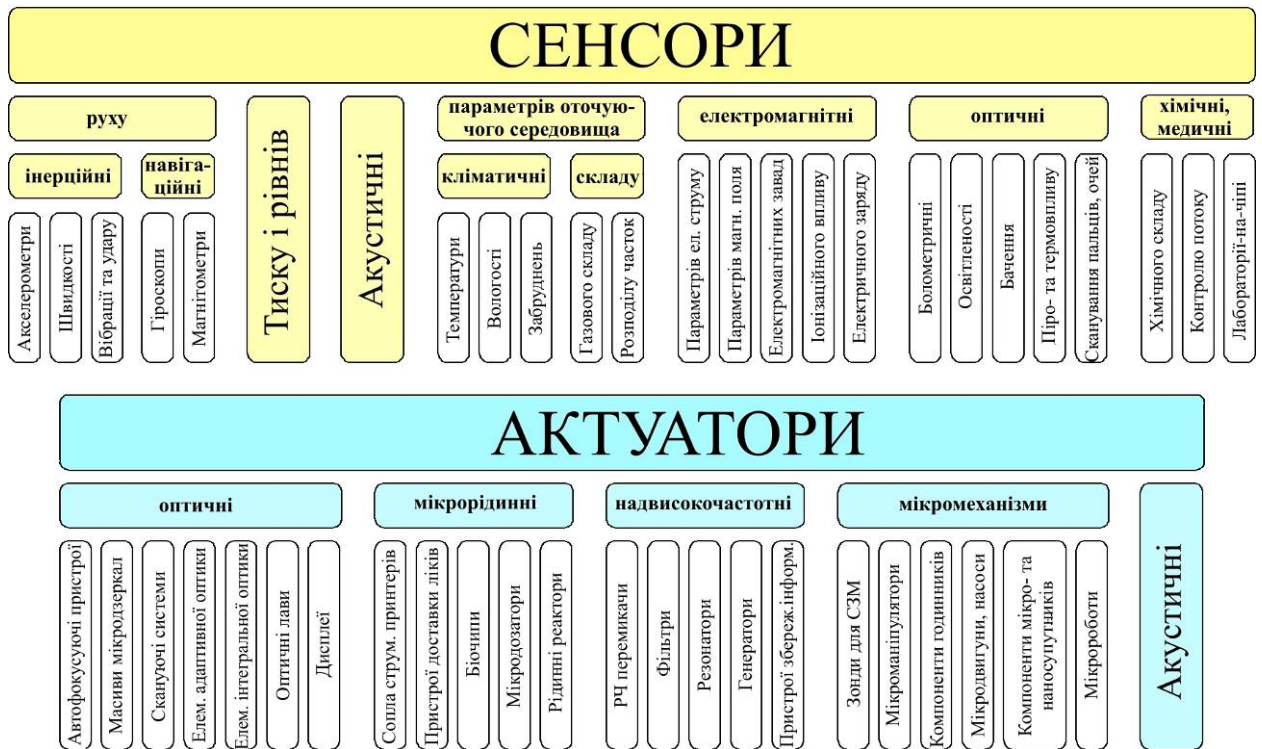 СЕНСОРИ
руху
інерційні
навіга-
ційні
Акселерометри
Швидкості
Вібрації та удару
Гіроскопи
Магнітометри
Тиску і рівнів
Акустичні
параметрів оточую-
чого середовища
кліматичні
складу
Температури
Вологості
Забруднень
Газового складу
Розподілу часток
електромагнітні
Параметрів ел. струму
Параметрів магн. поля
Електромагнітних завад
Іонізаційного впливу
Електричного заряду
оптичні
Болометричні
Освітленості
Бачення
Піро- та термовпливу
Сканування пальців, очей
хімічні,
медичні
Хімічного складу
Контролю потоку
Лабораторії-на-чіпі
АКТУАТОРИ
оптичні
Автофокусуючі пристрої
Масиви мікродзеркал
Скануючі системи
Елем. адаптивної оптики
Елем. інтегральної оптики
Оптичні лави
Дисплеї
мікрорідинні
Сопла струм. принтерів
Пристрої доставки ліків
Біочипи
Мікродозатори
Рідинні реактори
надвисокочастотні
РЧ перемикачи
Фільтри
Резонатори
Генератори
Пристрої збереж.інформ.
мікромеханізми
Зонди для СЗМ
Мікроманіпулятори
Компоненти годинників
Мікродвигуни, насоси
Компоненти мікро- та
наносупутників
Мікророботи
Акустичні